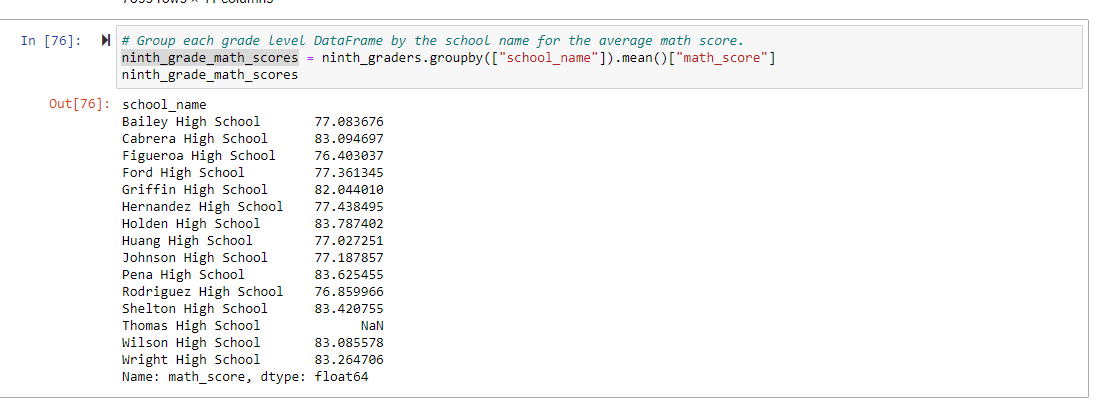 7699 rows × 11 columns
In [76]: # Group each grade level DataFrame by the school name for the average math score.
ninth_grade_math_scores = ninth_graders.groupby(["school_name"]).mean()["math_score"]
ninth_grade_math_scores
Out[76]: school_name
Bailey High School 77.083676
Cabrera High School 83.094697
Figueroa High School 76.403037
Ford High School 77.361345
Griffin High School 82.044010
Hernandez High School 77.438495
Holden High School 83.787402
Huang High School 77.027251
Johnson High School 77.187857
Pena High School 83.625455
Rodriguez High School 76.859966
Shelton High School 83.420755
Thomas High School NaN
Wilson High School 83.085578
Wright High School 83.264706
Name: math_score, dtype: float64